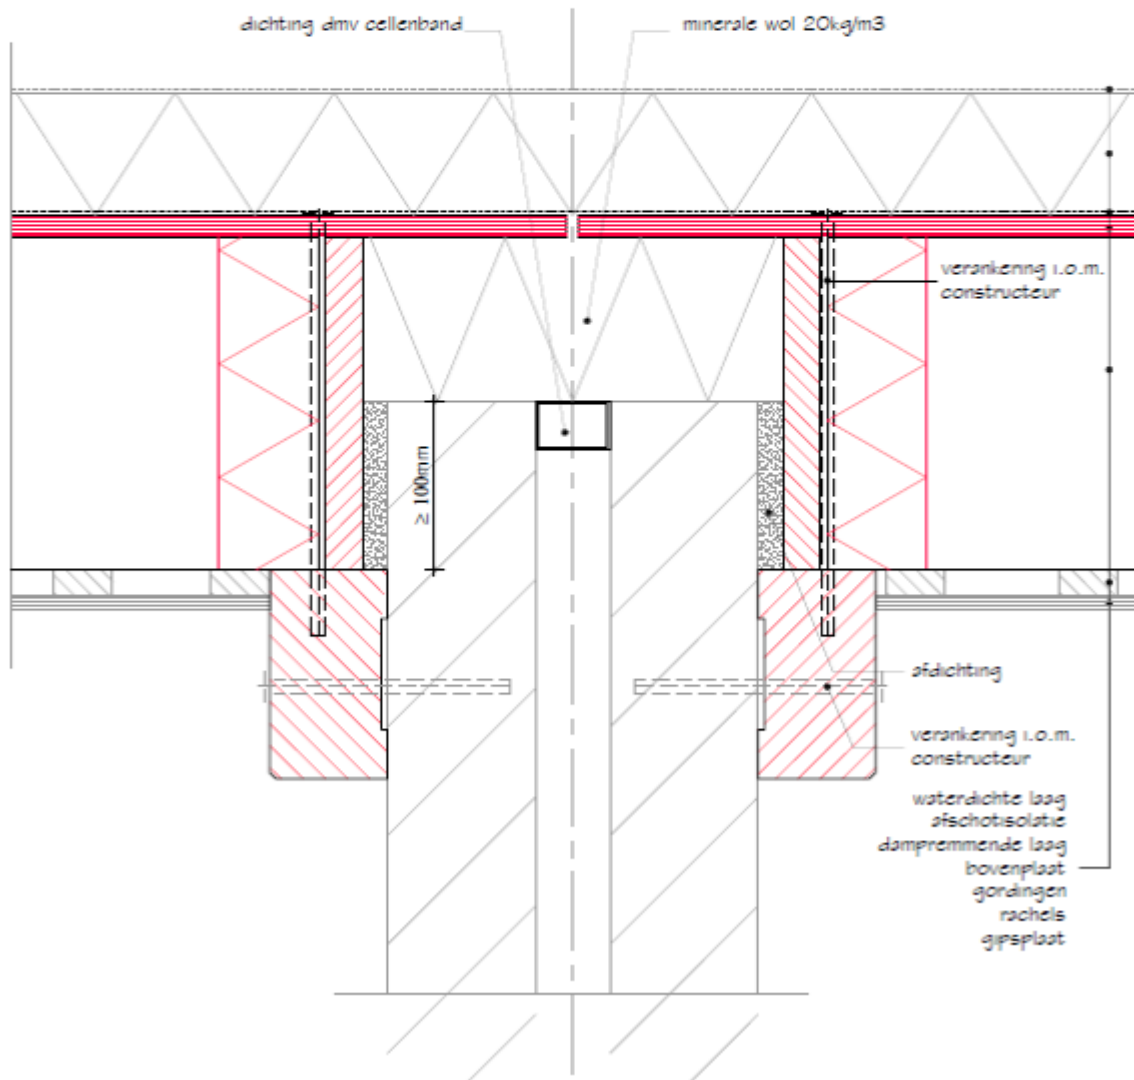 dichting dmv cellenband
minerale wol 20kg/m3
verankering i.o.m.
constructeur
≥ 100mm
afdichting
verankering i.o.m.
constructeur
waterdichte laag
afschotisolatie
dampremmende laag
bovenplaat
gordingen
rachels
gipsplaat